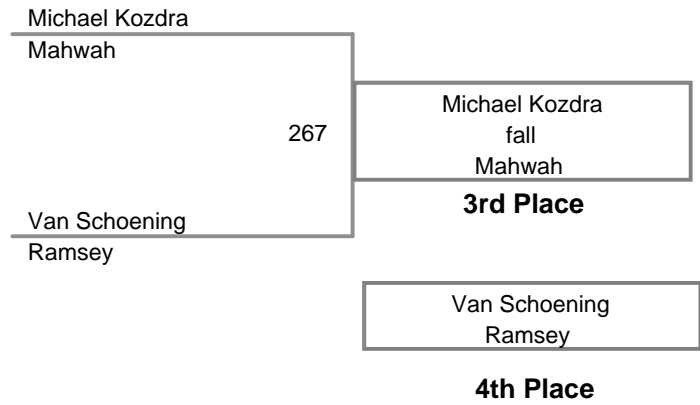 Michael Kozdra
Mahwah
267
Michael Kozdra
fall
Mahwah
3rd Place
Van Schoening
Ramsey
Van Schoening
Ramsey
4th Place